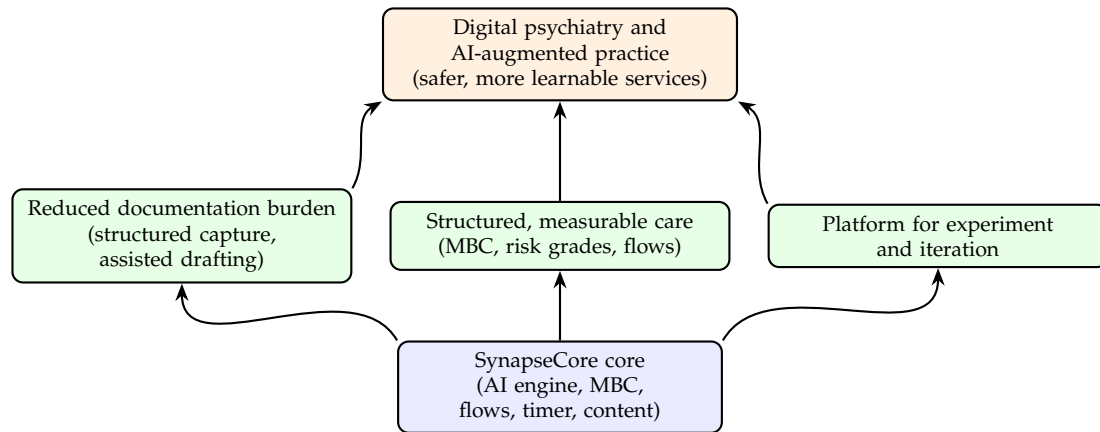 Digital psychiatry and
AI-augmented practice
(safer, more learnable services)
Reduced documentation burden
(structured capture,
assisted drafting)
Structured, measurable care
(MBC, risk grades, flows)
Platform for experiment
and iteration
SynapseCore core
(AI engine, MBC,
flows, timer, content)